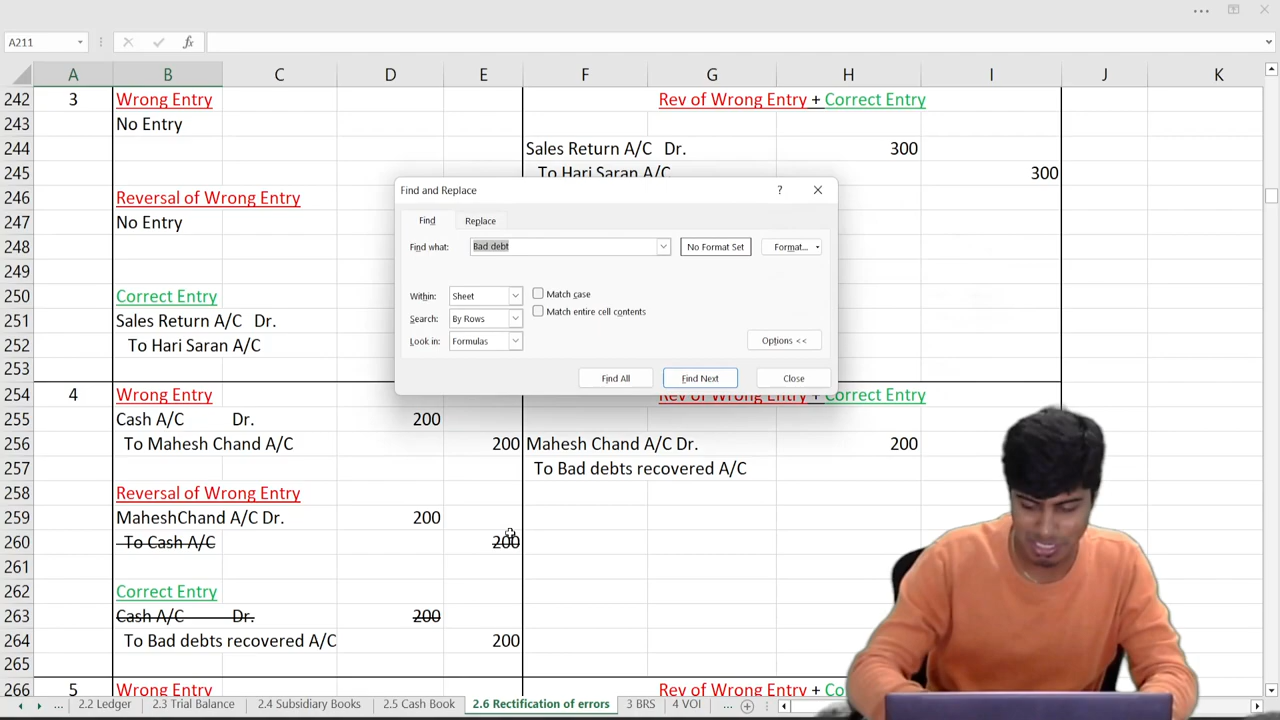 A211
fx
A B C D E F G H I J K
242 3 Wrong Entry Rev of Wrong Entry + Correct Entry
243 No Entry
244 Sales Return A/C Dr. 300
245 To Hari Saran A/C 300
246 Reversal of Wrong Entry
247 No Entry
248
249
250 Correct Entry
251 Sales Return A/C Dr.
252 To Hari Saran A/C
253
254 4 Wrong Entry Rev of Wrong Entry + Correct Entry
255 Cash A/C Dr. 200
256 To Mahesh Chand A/C 200 Mahesh Chand A/C Dr. 200
257 To Bad debts recovered A/C
258 Reversal of Wrong Entry
259 MaheshChand A/C Dr. 200
260 To Cash A/C 200
261
262 Correct Entry
263 Cash A/C Dr. 200
264 To Bad debts recovered A/C 200
265
266 5 Wrong Entry Rev of Wrong Entry + Correct
Find and Replace ?
Find Replace
Find what: Bad debt No Format Set Format...
Within: Sheet Match case
Search: By Rows Match entire cell contents
Look in: Formulas
Options <<
Find All Find Next Close
... 2.2 Ledger 2.3 Trial Balance 2.4 Subsidiary Books 2.5 Cash Book 2.6 Rectification of errors 3 BRS 4 VOI ...